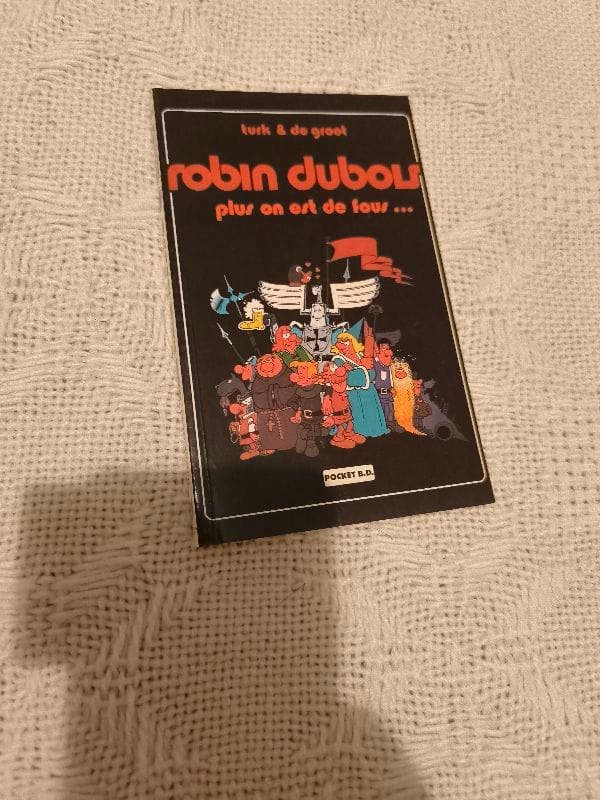 turk & de groot
robin dubois
plus on est de fous ...
POCKET B.D.